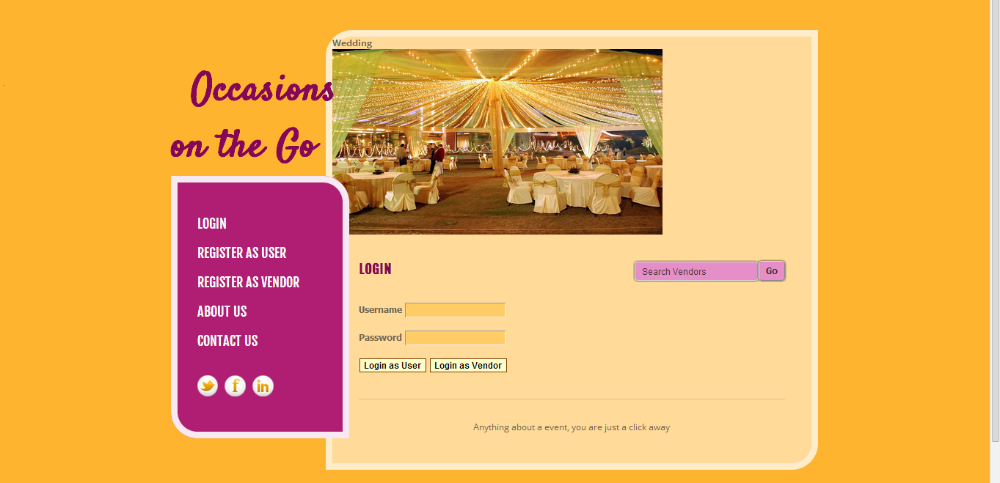 Wedding
Occasions
on the Go
LOGIN
REGISTER AS USER
REGISTER AS VENDOR
ABOUT US
CONTACT US
f
in
LOGIN
Search Vendors Go
Username
Password
Login as User Login as Vendor
Anything about a event, you are just a click away